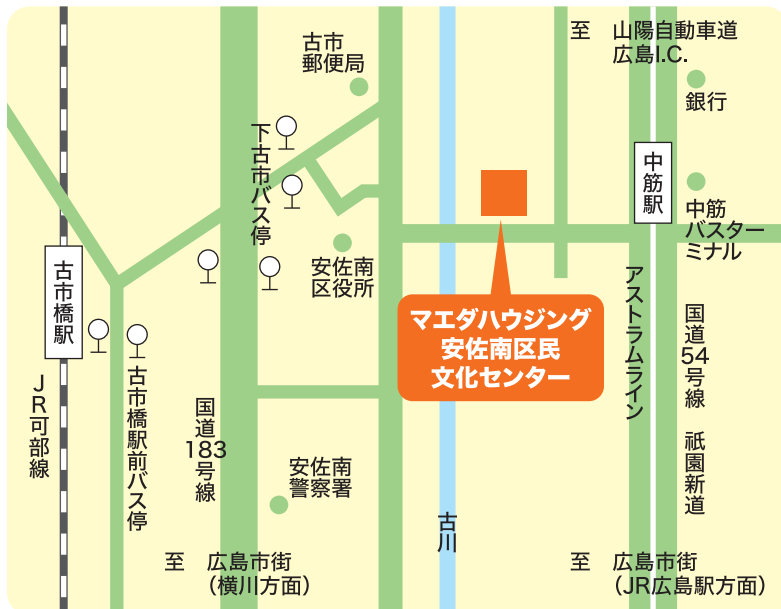 古市
郵便局
至　山陽自動車道
広島I.C.
銀行
下古市バス停
中筋駅
中筋
バスター
ミナル
安佐南
区役所
古市橋駅
マエダハウジング
安佐南区民
文化センター
アストラムライン
国道54号線　祇園新道
JR可部線
古市橋駅前バス停
国道183号線
安佐南
警察署
古川
至　広島市街
（横川方面）
至　広島市街
（JR広島駅方面）